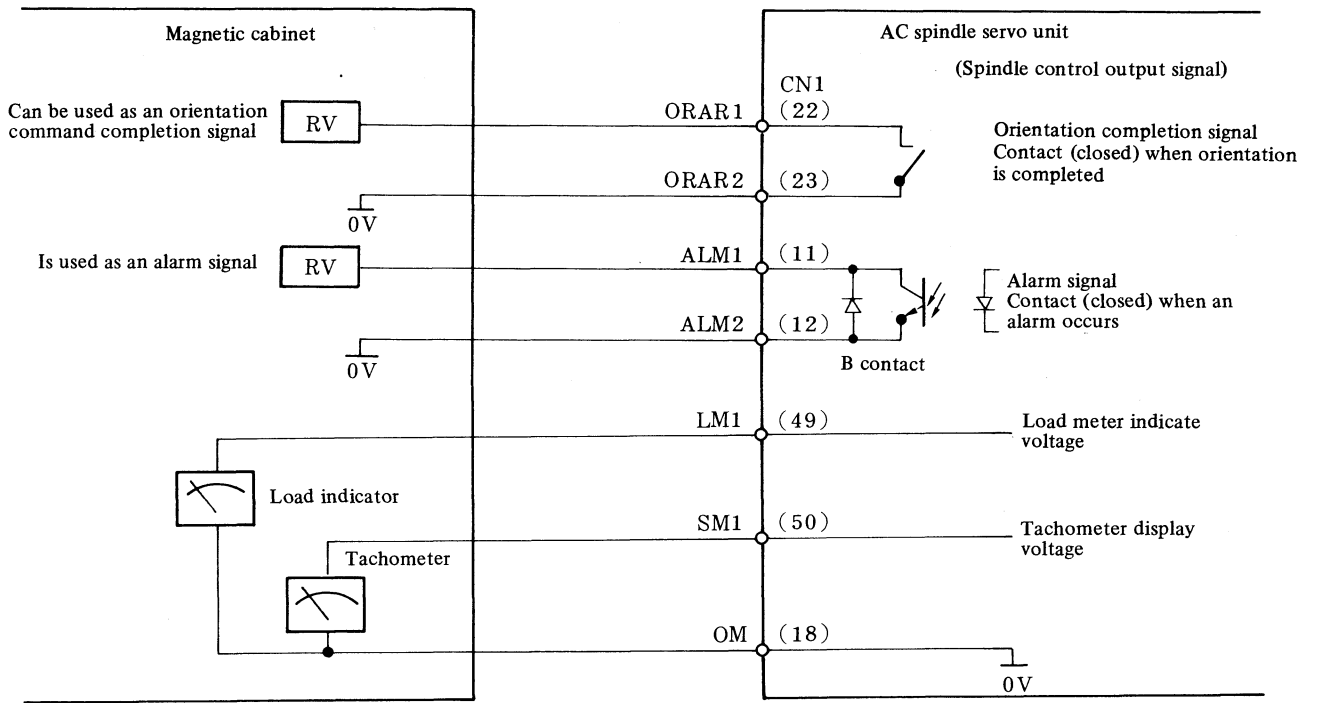 Magnetic cabinet
AC spindle servo unit
(Spindle control output signal)
CN1
Can be used as an orientation
command completion signal
RV
ORAR1
(22)
Orientation completion signal
Contact (closed) when orientation
is completed
ORAR2
(23)
0V
Is used as an alarm signal
RV
ALM1
(11)
Alarm signal
Contact (closed) when an
alarm occurs
ALM2
(12)
0V
B contact
LM1
(49)
Load meter indicate
voltage
Load indicator
SM1
(50)
Tachometer display
voltage
Tachometer
OM
(18)
0V